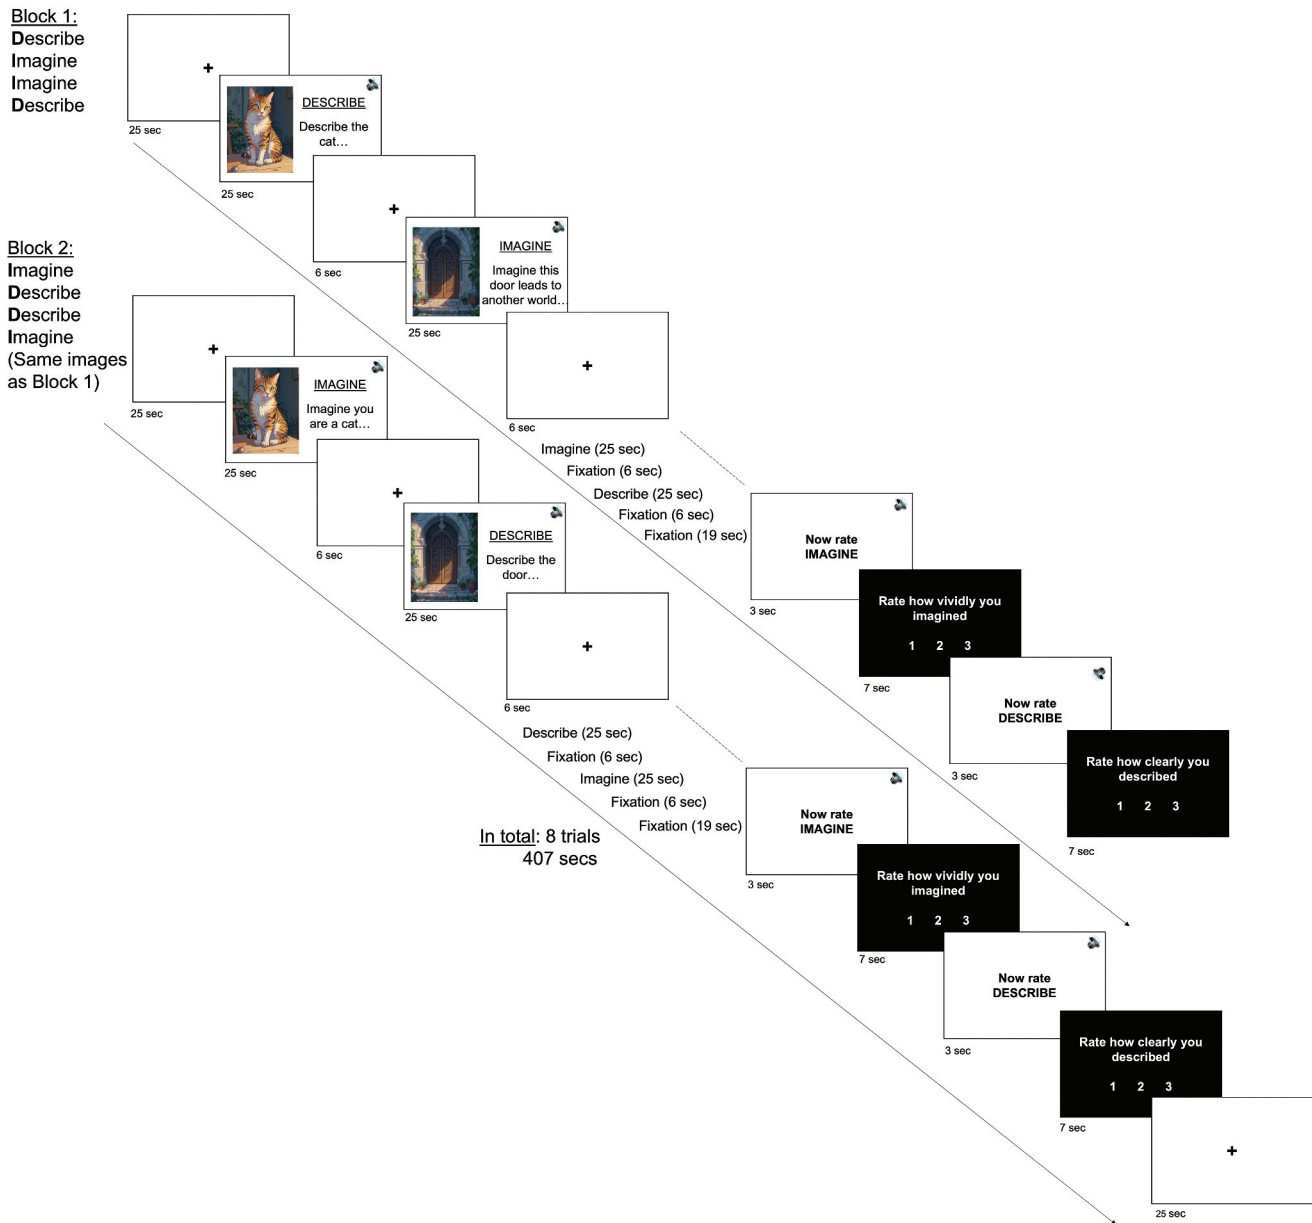 Block 1:
Describe
Imagine
Imagine
Describe
+
25 sec
DESCRIBE
Describe the
cat…
25 sec
+
6 sec
IMAGINE
Imagine this
door leads to
another world…
25 sec
+
6 sec
Imagine (25 sec)
Fixation (6 sec)
Describe (25 sec)
Fixation (6 sec)
Fixation (19 sec)
Now rate
IMAGINE
3 sec
Rate how vividly you
imagined
1 2 3
7 sec
Now rate
DESCRIBE
3 sec
Rate how clearly you
described
1 2 3
7 sec
Block 2:
Imagine
Describe
Describe
Imagine
(Same images
as Block 1)
+
25 sec
IMAGINE
Imagine you
are a cat…
25 sec
+
6 sec
DESCRIBE
Describe the
door…
25 sec
+
6 sec
Describe (25 sec)
Fixation (6 sec)
Imagine (25 sec)
Fixation (6 sec)
Fixation (19 sec)
Now rate
IMAGINE
3 sec
Rate how vividly you
imagined
1 2 3
7 sec
Now rate
DESCRIBE
3 sec
Rate how clearly you
described
1 2 3
7 sec
+
25 sec
In total: 8 trials
407 secs